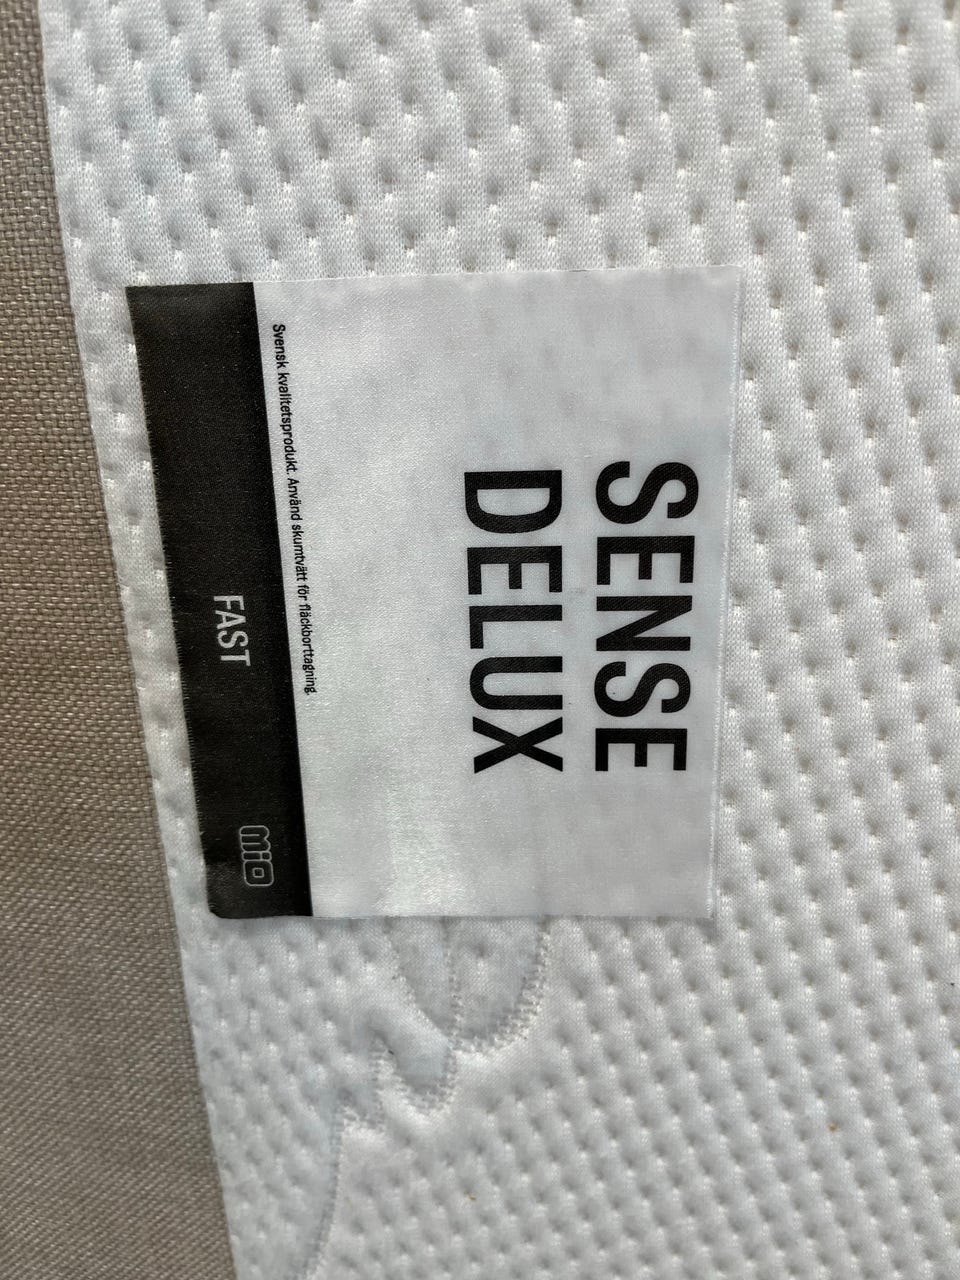 SENSE
DELUX
Svensk kvalitetsprodukt. Använd skumtvätt för fläckborttagning.
FAST
mio